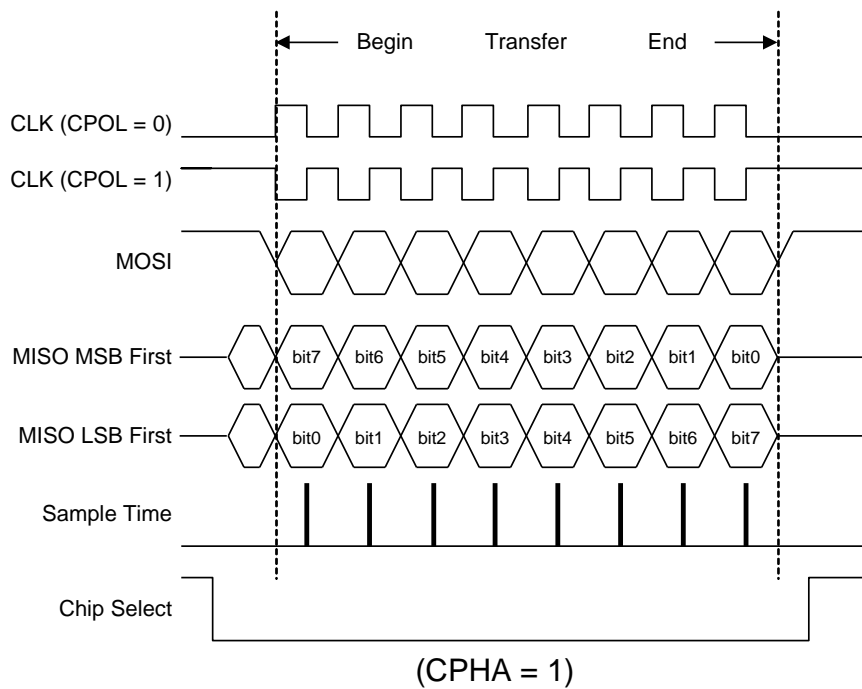 Begin Transfer End
CLK (CPOL = 0)
CLK (CPOL = 1)
MOSI
MISO MSB First bit7 bit6 bit5 bit4 bit3 bit2 bit1 bit0
MISO LSB First bit0 bit1 bit2 bit3 bit4 bit5 bit6 bit7
Sample Time
Chip Select
(CPHA = 1)